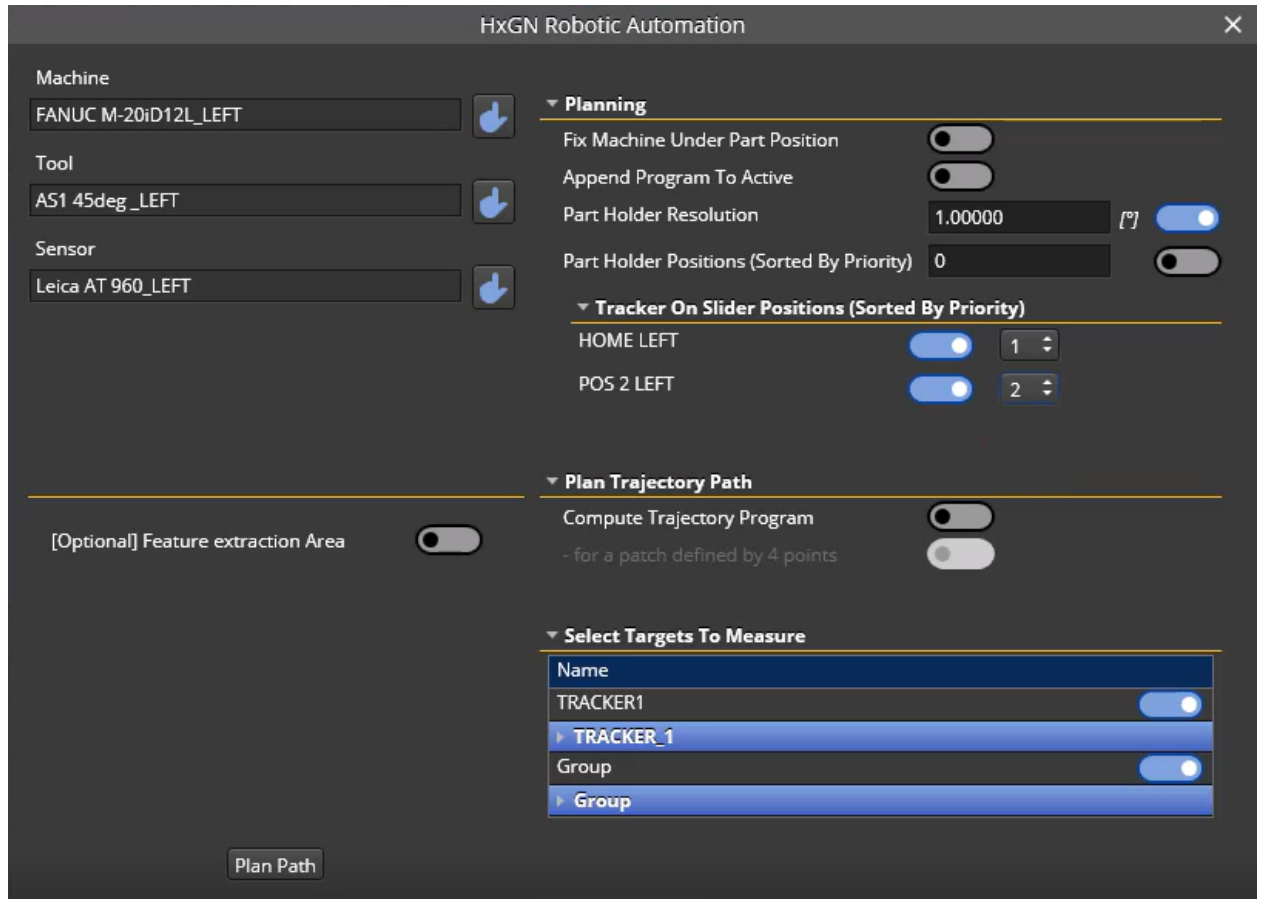 HxGN Robotic Automation
Machine
FANUC M-20iD12L_LEFT
Tool
AS1 45deg _LEFT
Sensor
Leica AT 960_LEFT
[Optional] Feature extraction Area
Plan Path
Planning
Fix Machine Under Part Position
Append Program To Active
Part Holder Resolution 1.00000 [°]
Part Holder Positions (Sorted By Priority) 0
Tracker On Slider Positions (Sorted By Priority)
HOME LEFT 1
POS 2 LEFT 2
Plan Trajectory Path
Compute Trajectory Program
- for a patch defined by 4 points
Select Targets To Measure
Name
TRACKER1
TRACKER_1
Group
Group